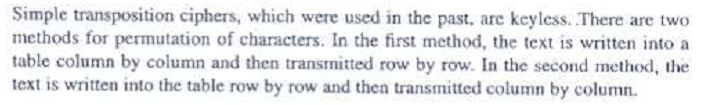 Simple transposition ciphers, which were used in the past, are keyless. There are two
methods for permutation of characters. In the first method, the text is written into a
table column by column and then transmitted row by row. In the second method, the
text is written into the table row by row and then transmitted column by column.